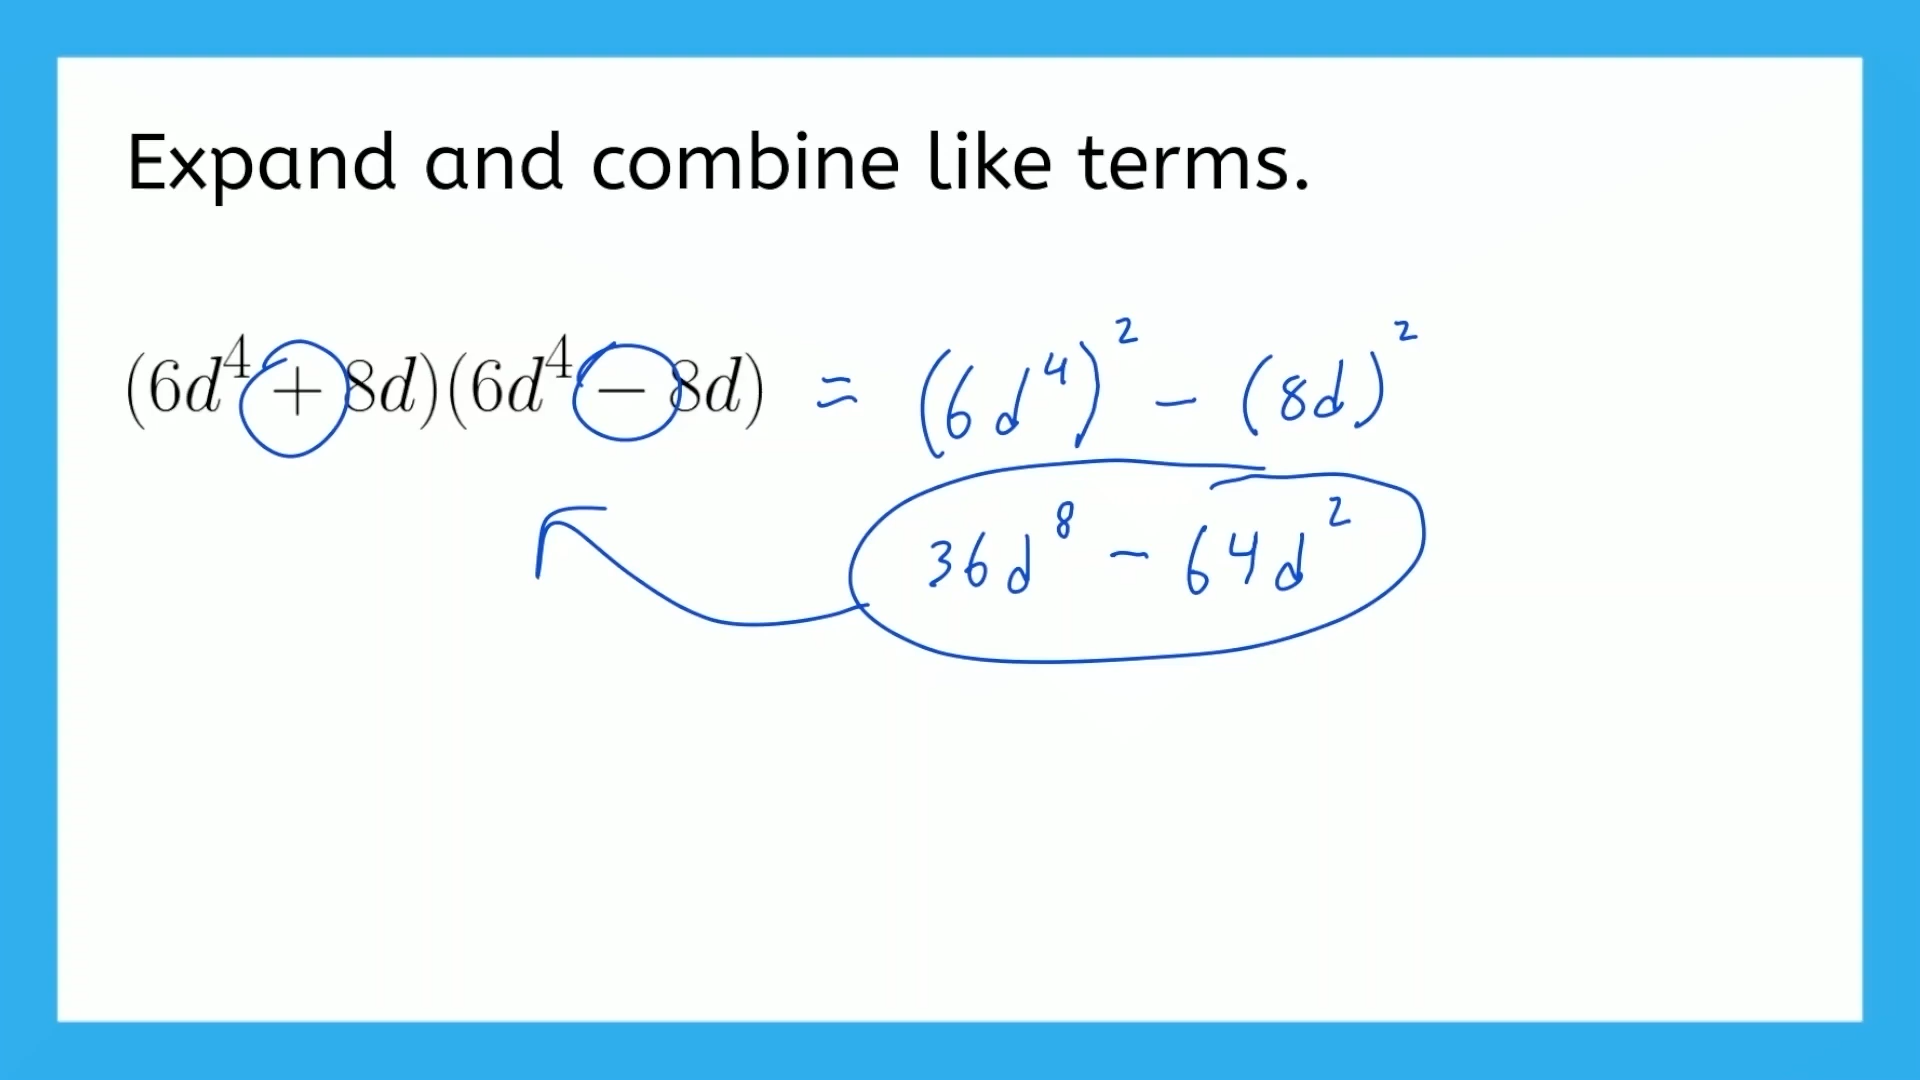 Expand and combine like terms.
(6d⁴ + 8d)(6d⁴ − 8d) = (6d⁴)² − (8d)²
36d⁸ − 64d²